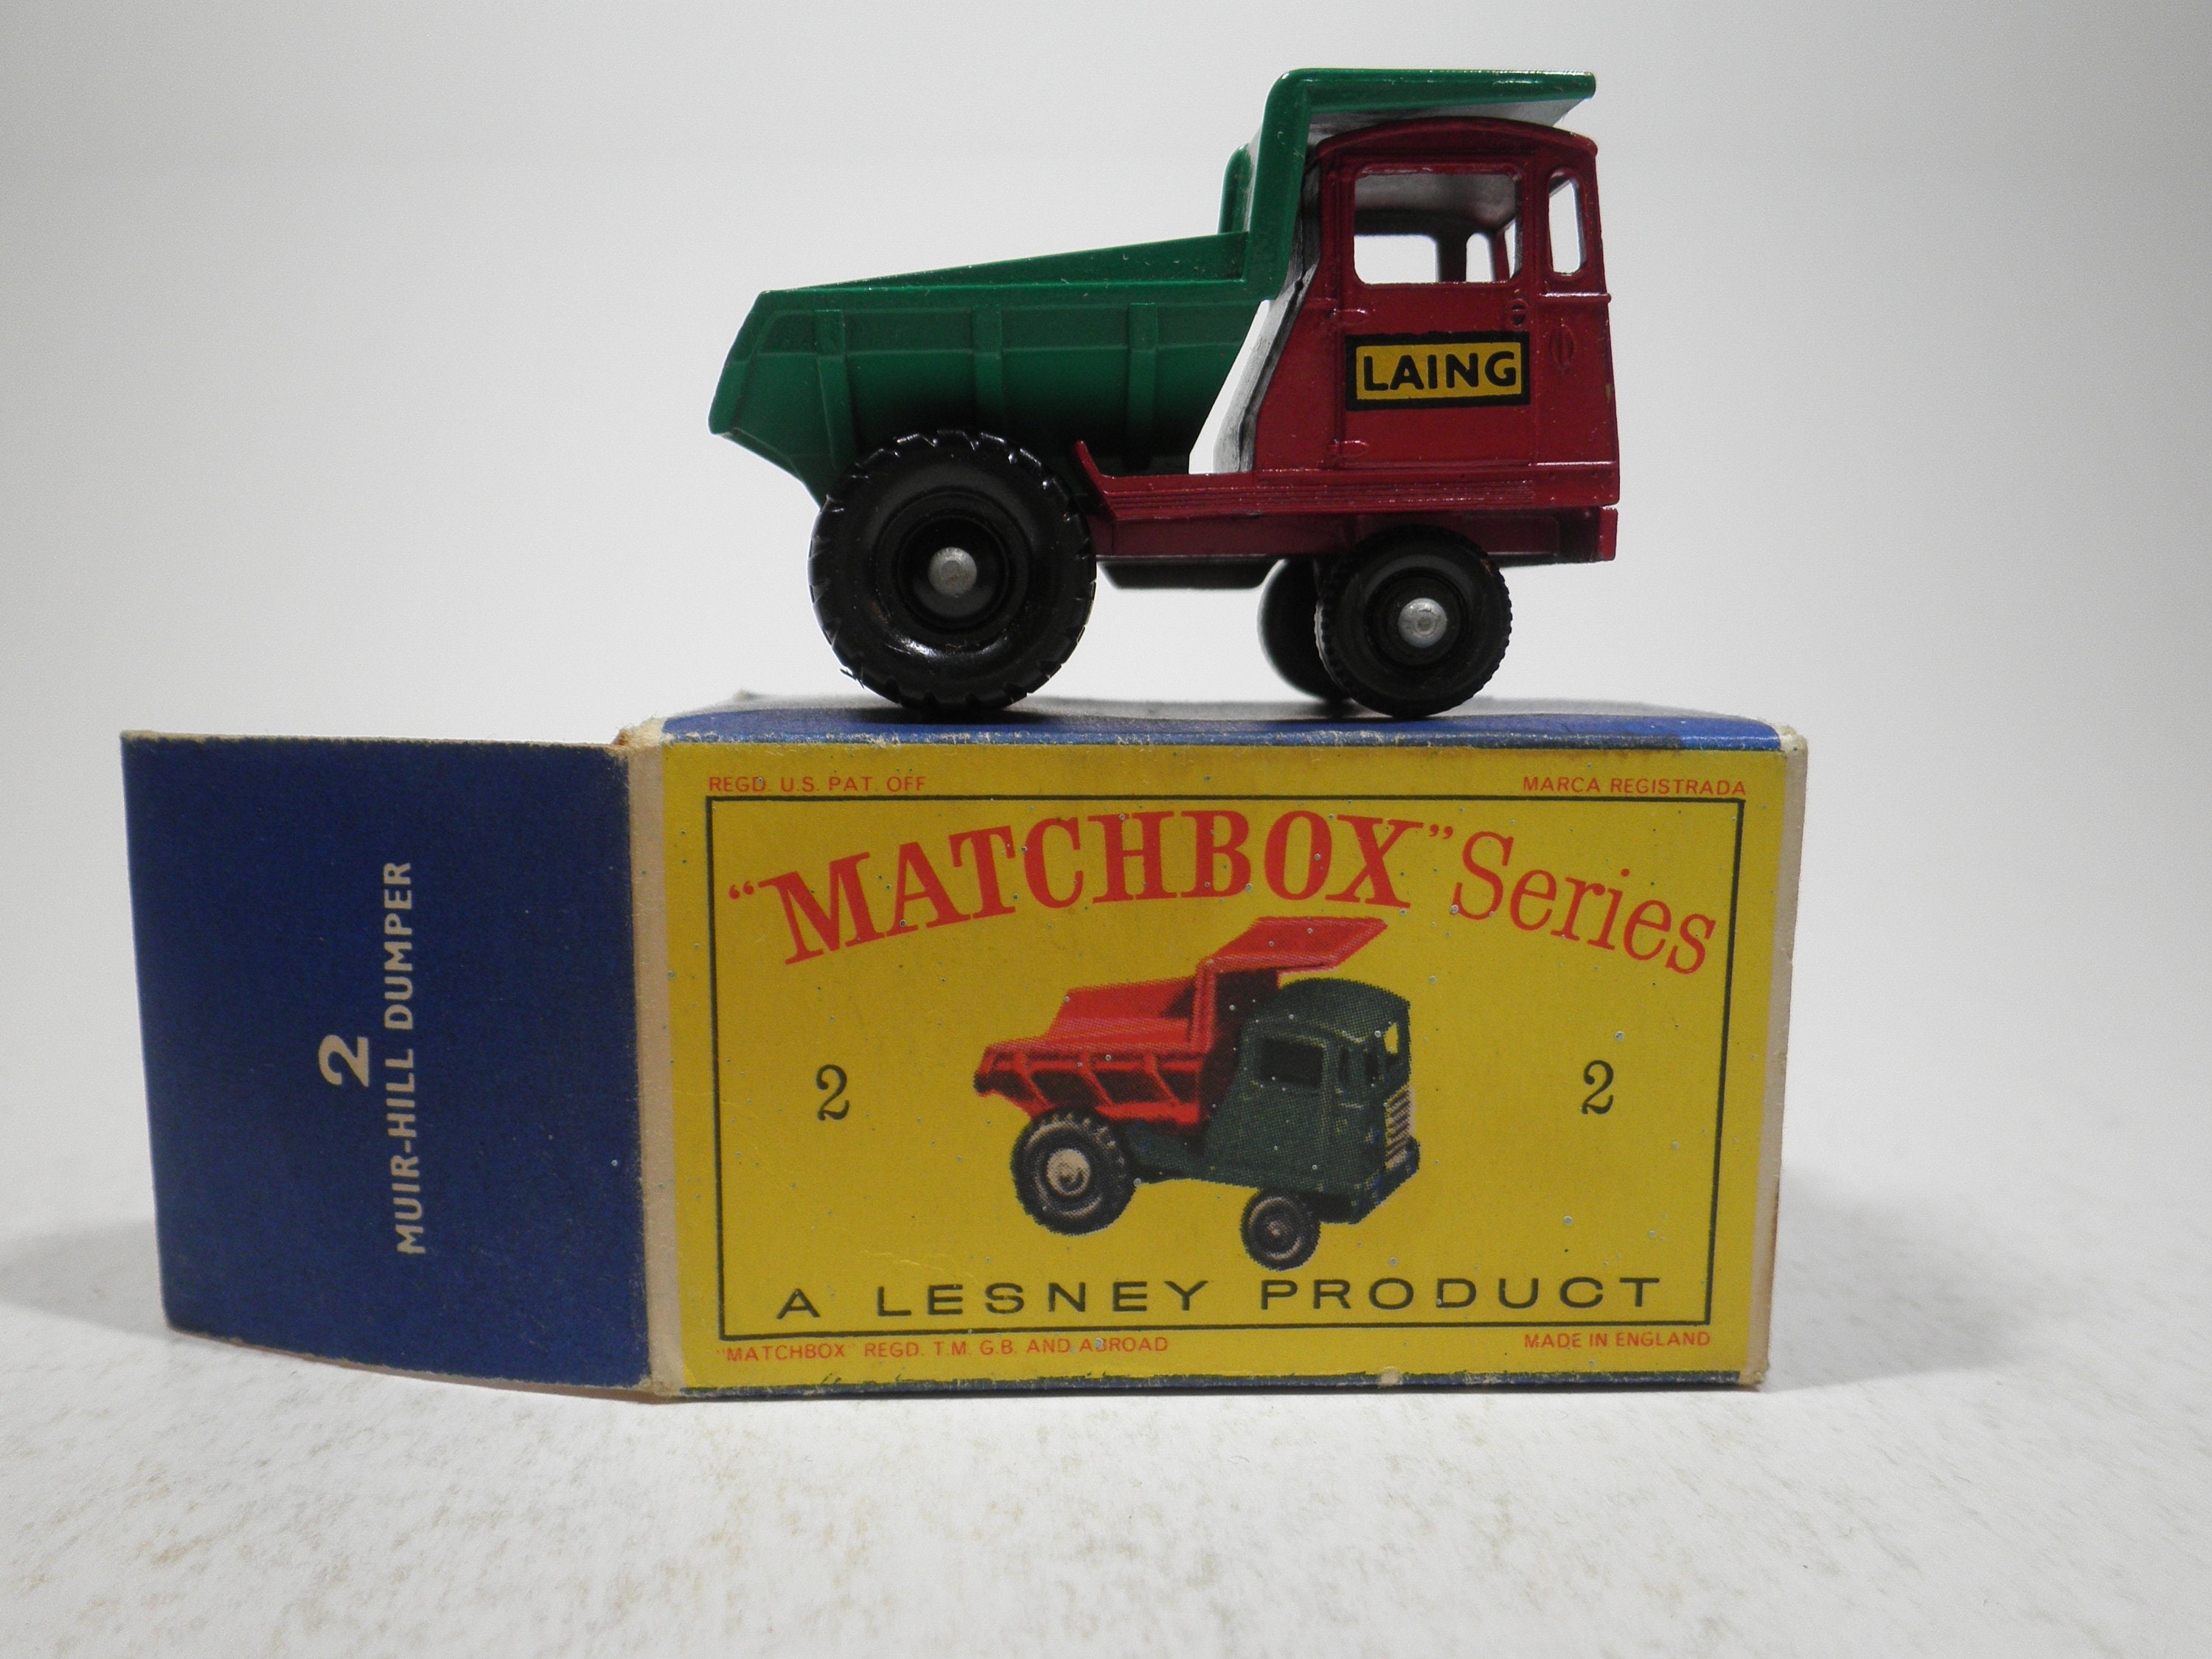 LAING
2
MUIR-HILL DUMPER
REGD. U.S. PAT. OFF
MARCA REGISTRADA
"MATCHBOX" Series
2
2
A LESNEY PRODUCT
"MATCHBOX" REGD. T.M. G.B. AND ABROAD
MADE IN ENGLAND